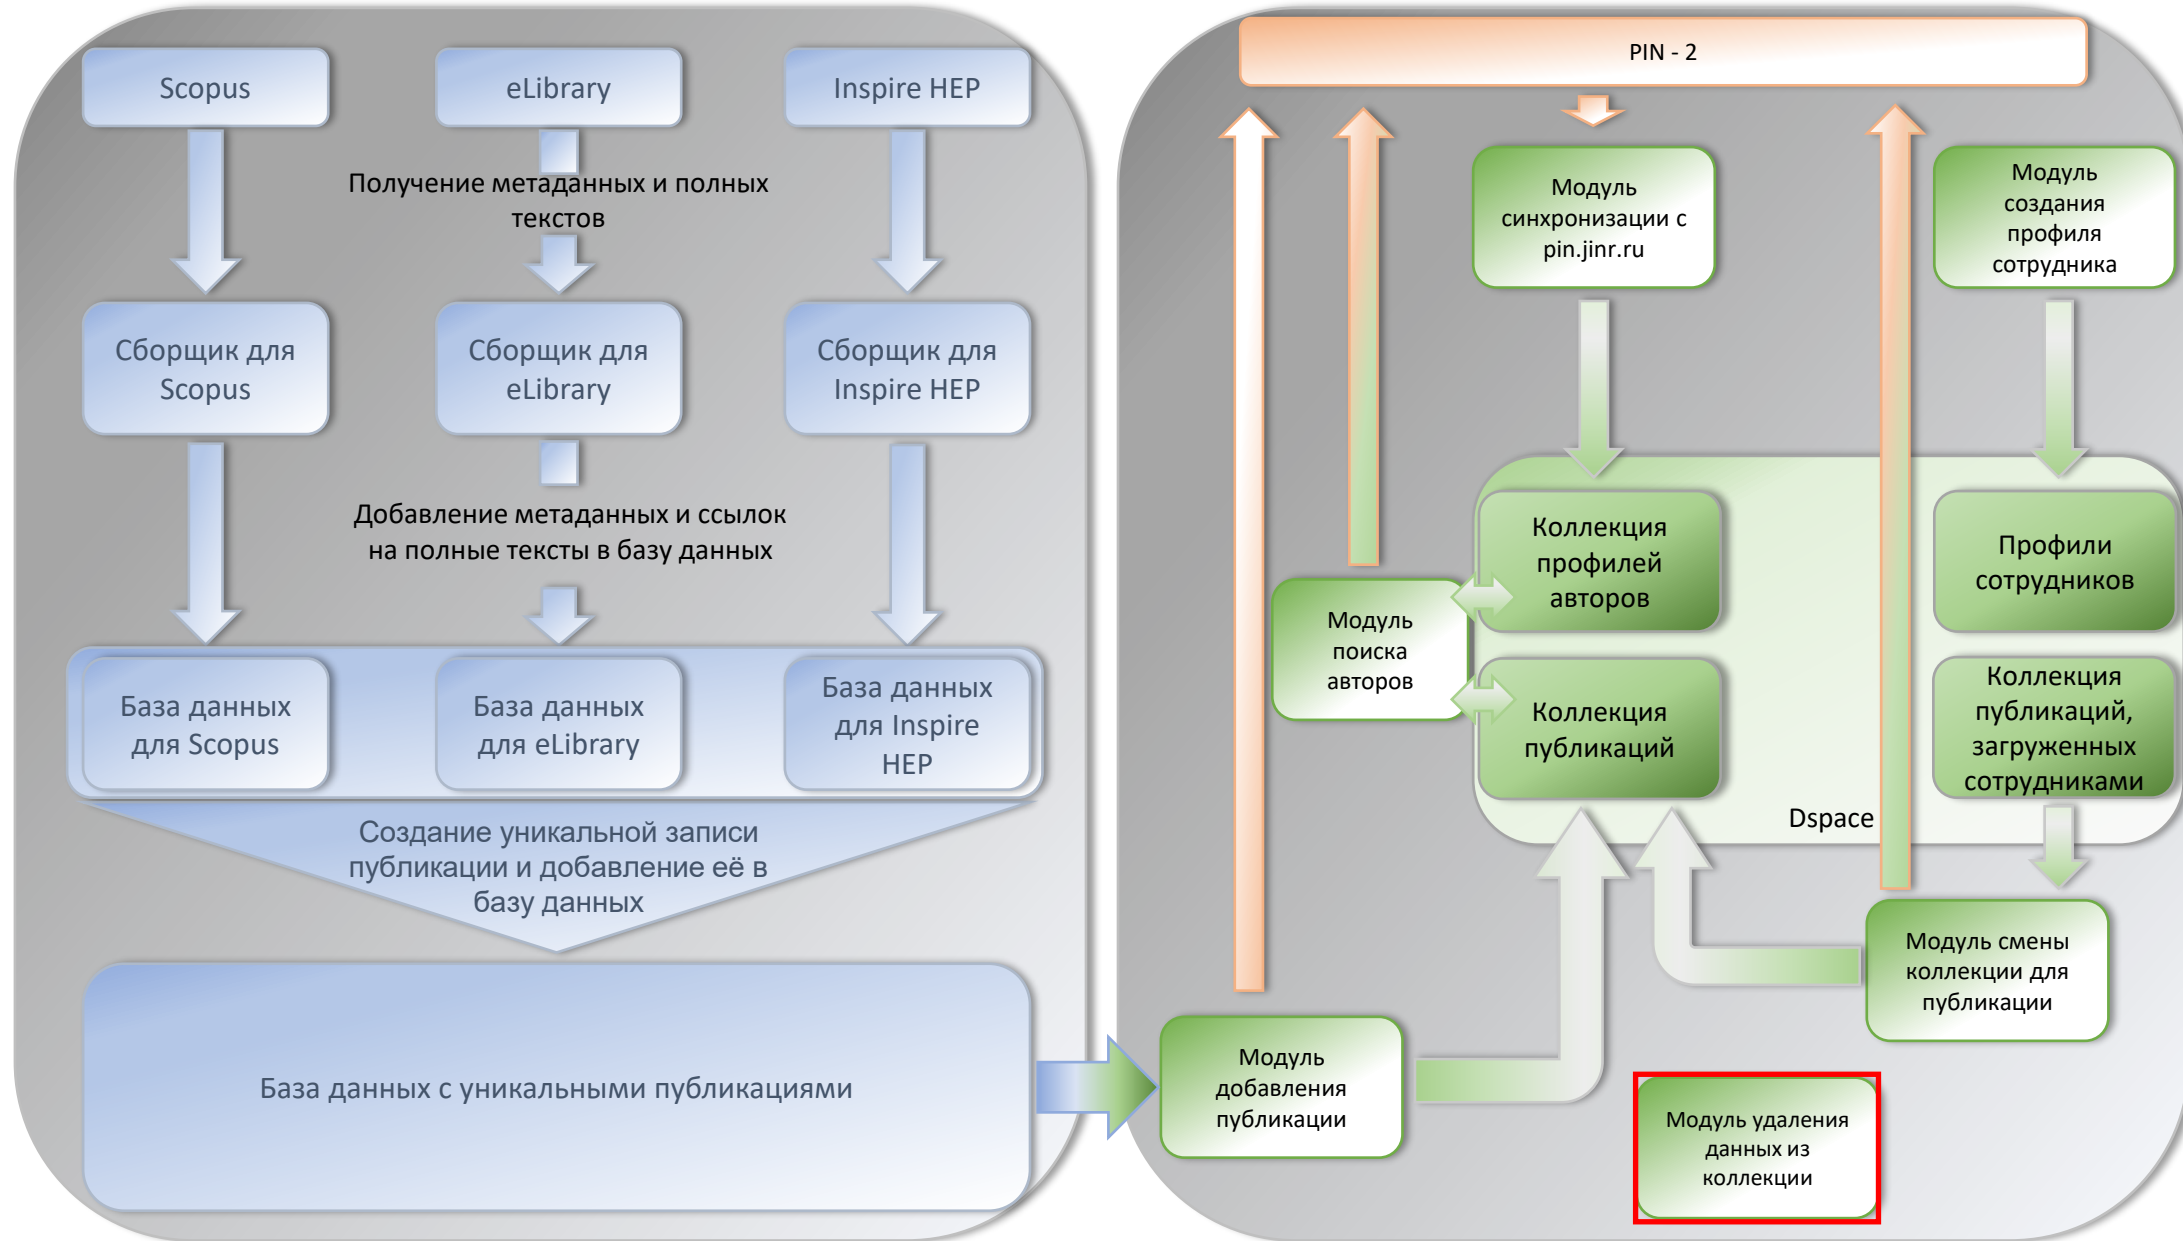 Scopus
eLibrary
Inspire HEP
Получение метаданных и полных
текстов
Сборщик для
Scopus
Сборщик для
eLibrary
Сборщик для
Inspire HEP
Добавление метаданных и ссылок
на полные тексты в базу данных
База данных
для Scopus
База данных
для eLibrary
База данных
для Inspire
HEP
Создание уникальной записи
публикации и добавление её в
базу данных
База данных с уникальными публикациями
PIN - 2
Модуль
синхронизации с
pin.jinr.ru
Модуль
создания
профиля
сотрудника
Коллекция
профилей
авторов
Профили
сотрудников
Модуль
поиска
авторов
Коллекция
публикаций
Коллекция
публикаций,
загруженных
сотрудниками
Dspace
Модуль смены
коллекции для
публикации
Модуль
добавления
публикации
Модуль удаления
данных из
коллекции